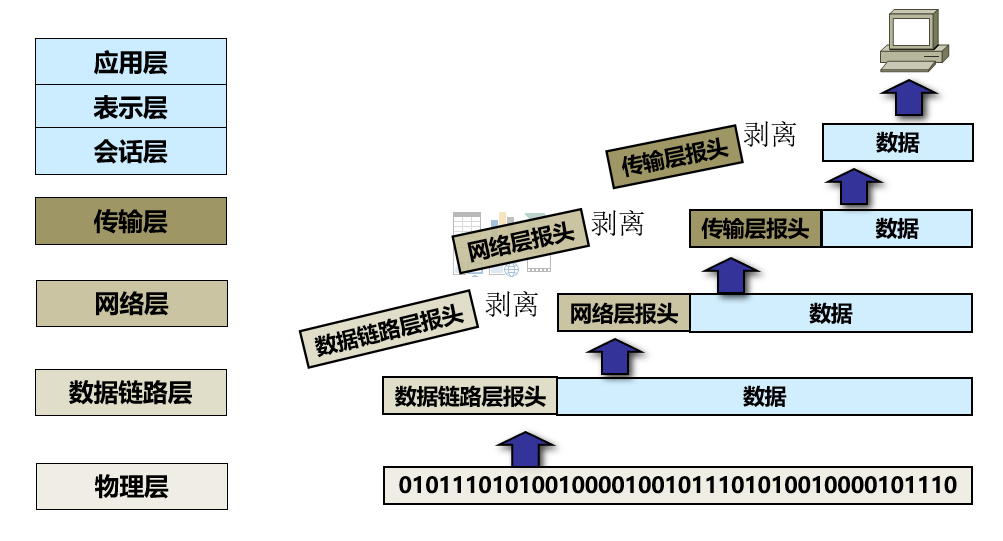 应用层
表示层
会话层
传输层
网络层
数据链路层
物理层
数据
传输层报头
剥离
传输层报头
数据
网络层报头
剥离
网络层报头
数据
数据链路层报头
剥离
数据链路层报头
数据
010111010100100001001011101010010000101110